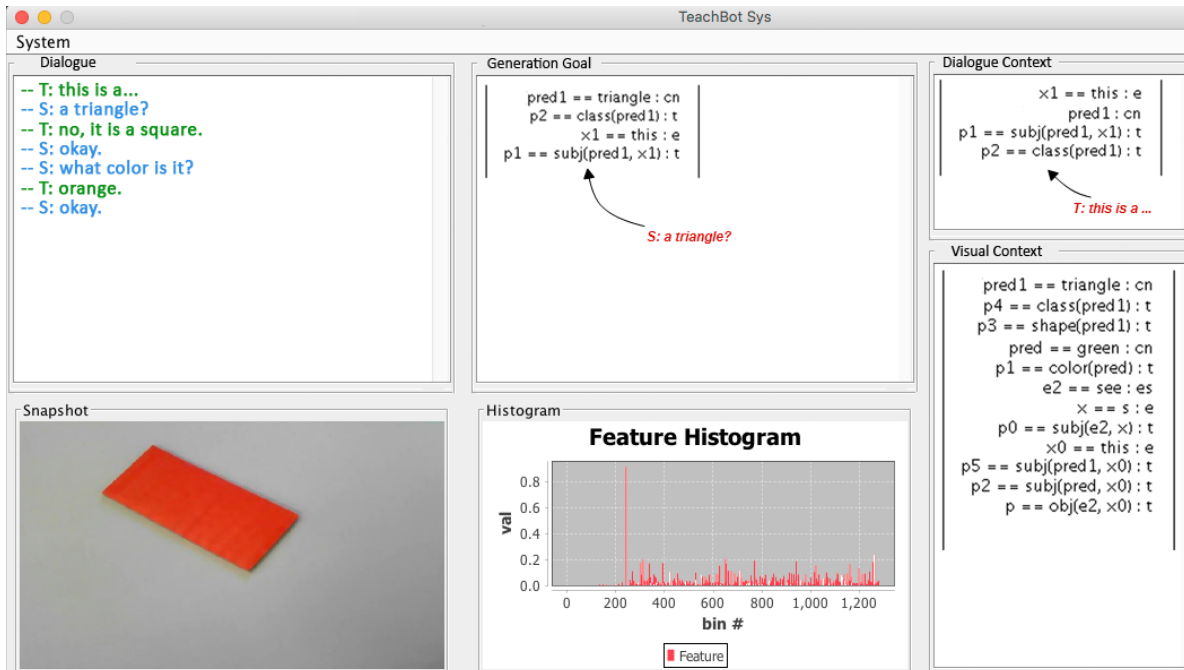 TeachBot Sys
System
Dialogue
-- T: this is a...
-- S: a triangle?
-- T: no, it is a square.
-- S: okay.
-- S: what color is it?
-- T: orange.
-- S: okay.
Generation Goal
pred1 == triangle : cn
p2 == class(pred1) : t
x1 == this : e
p1 == subj(pred1, x1) : t
S: a triangle?
Dialogue Context
x1 == this : e
pred1 : cn
p1 == subj(pred1, x1) : t
p2 == class(pred1) : t
T: this is a ...
Visual Context
pred1 == triangle : cn
p4 == class(pred1) : t
p3 == shape(pred1) : t
pred == green : cn
p1 == color(pred) : t
e2 == see : es
x == s : e
p0 == subj(e2, x) : t
x0 == this : e
p5 == subj(pred1, x0) : t
p2 == subj(pred, x0) : t
p == obj(e2, x0) : t
Snapshot
Histogram
Feature Histogram
val
0.8
0.6
0.4
0.2
0.0
0 200 400 600 800 1,000 1,200
bin #
Feature